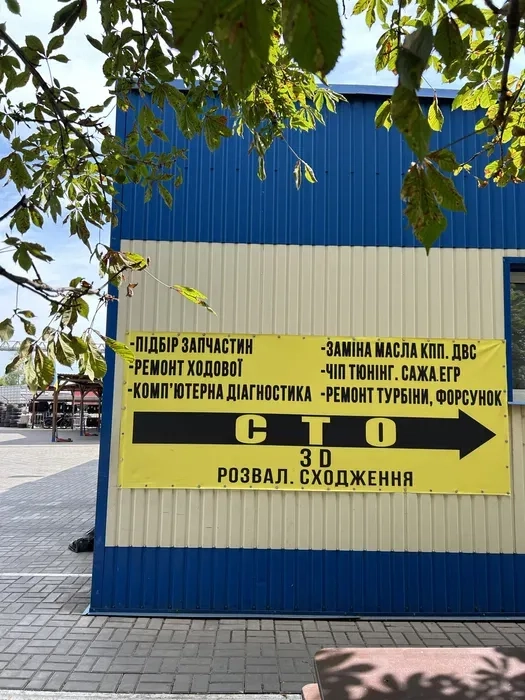 -ПІДБІР ЗАПЧАСТИН
-РЕМОНТ ХОДОВОЇ
-КОМП'ЮТЕРНА ДІАГНОСТИКА
-ЗАМІНА МАСЛА КПП. ДВС
-ЧІП ТЮНІНГ. САЖА.ЕГР
-РЕМОНТ ТУРБІНИ, ФОРСУНОК
СТО
3D
РОЗВАЛ. СХОДЖЕННЯ